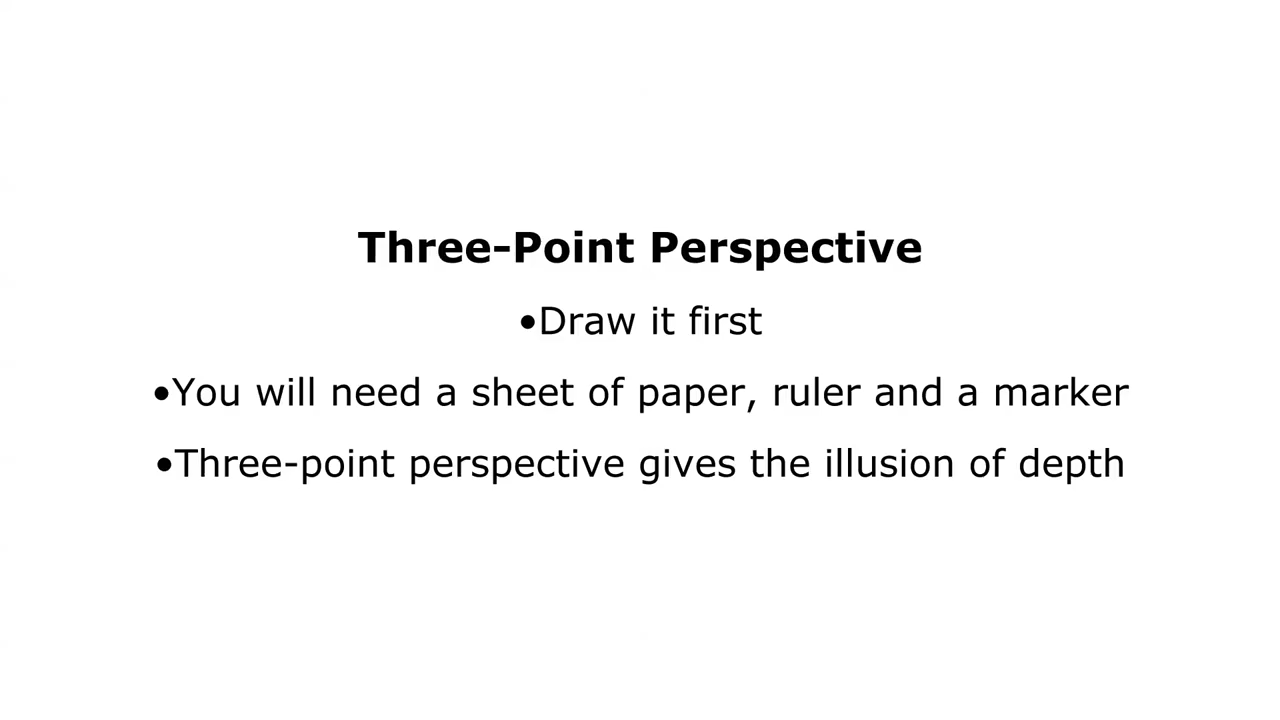 Three-Point Perspective
•Draw it first
•You will need a sheet of paper, ruler and a marker
•Three-point perspective gives the illusion of depth